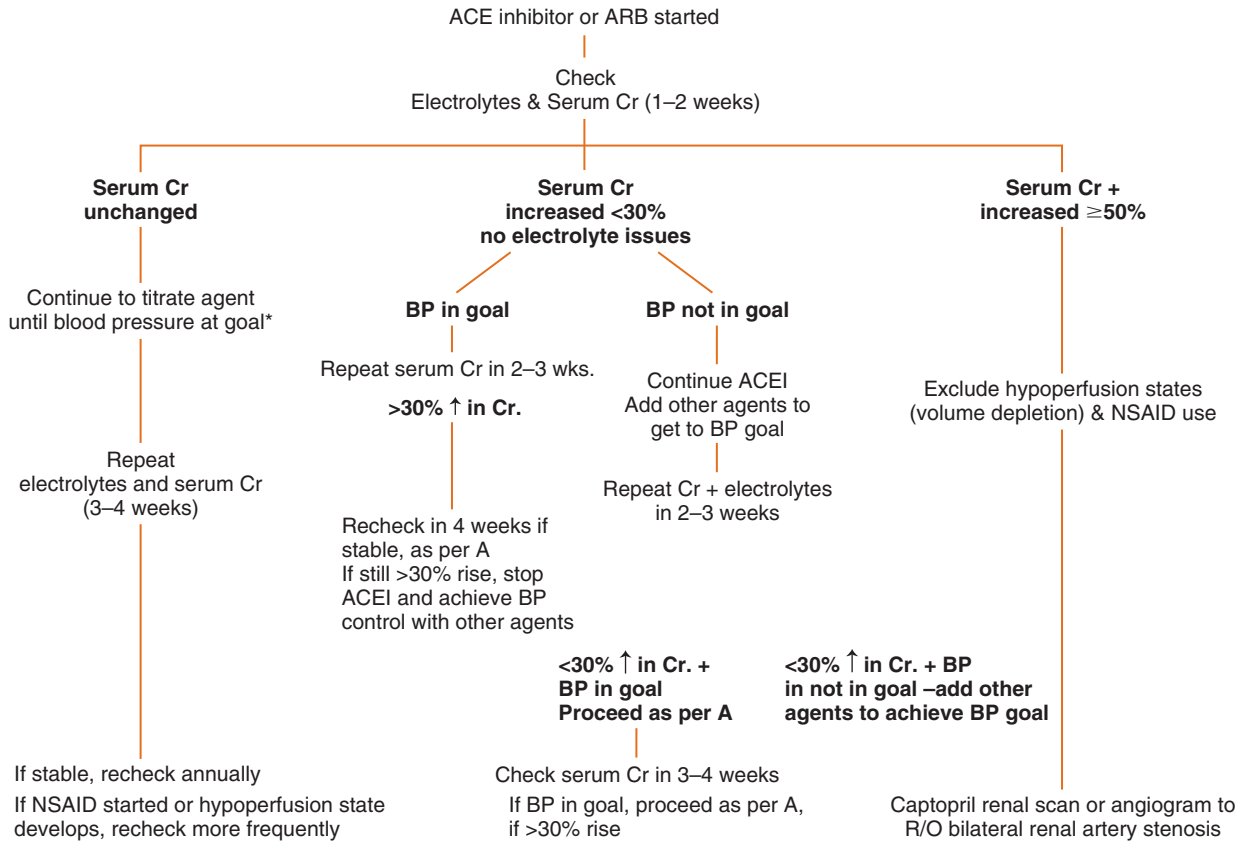 ACE inhibitor or ARB started
Check
Electrolytes & Serum Cr (1–2 weeks)
Serum Cr
unchanged
Continue to titrate agent
until blood pressure at goal*
Repeat
electrolytes and serum Cr
(3–4 weeks)
If stable, recheck annually
If NSAID started or hypoperfusion state
develops, recheck more frequently
Serum Cr
increased <30%
no electrolyte issues
BP in goal
Repeat serum Cr in 2–3 wks.
>30% ↑ in Cr.
Recheck in 4 weeks if
stable, as per A
If still >30% rise, stop
ACEI and achieve BP
control with other agents
BP not in goal
Continue ACEI
Add other agents to
get to BP goal
Repeat Cr + electrolytes
in 2–3 weeks
<30% ↑ in Cr. +
BP in goal
Proceed as per A
<30% ↑ in Cr. + BP
in not in goal –add other
agents to achieve BP goal
Check serum Cr in 3–4 weeks
If BP in goal, proceed as per A,
if >30% rise
Serum Cr +
increased ≥50%
Exclude hypoperfusion states
(volume depletion) & NSAID use
Captopril renal scan or angiogram to
R/O bilateral renal artery stenosis